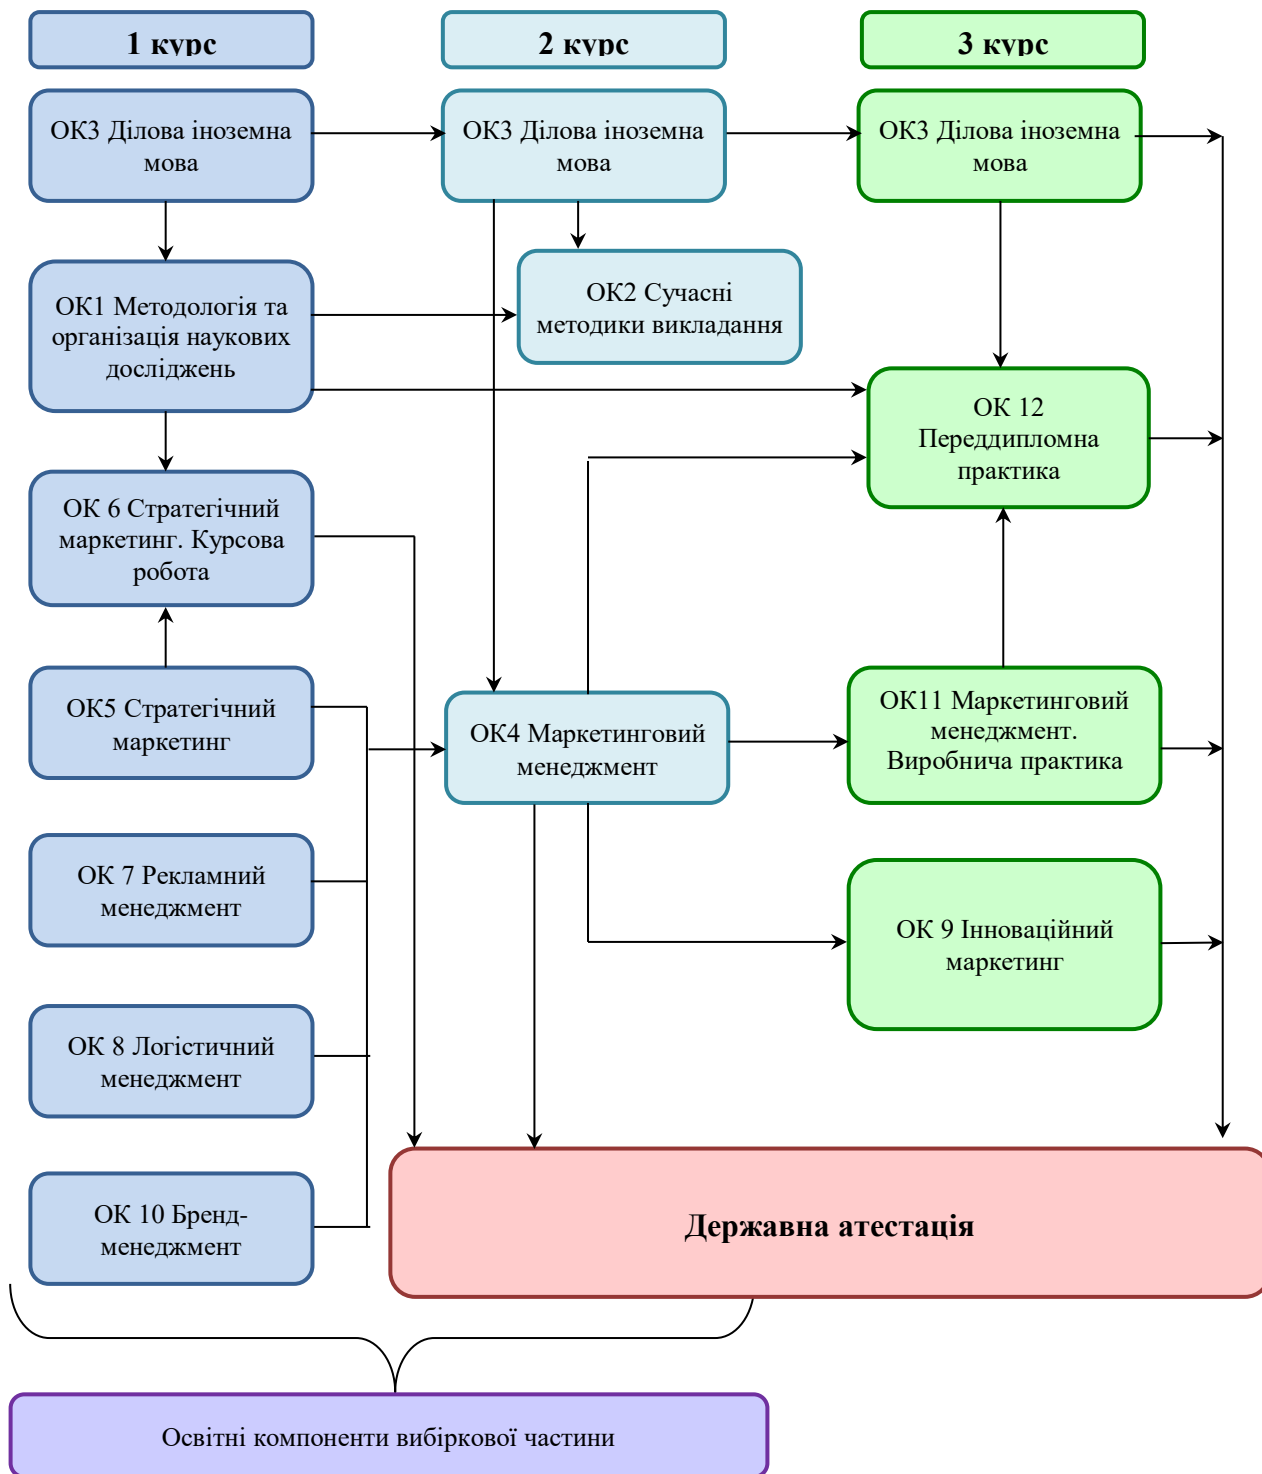 1 курс
2 курс
3 курс
ОК3 Ділова іноземна
мова
ОК3 Ділова іноземна
мова
ОК3 Ділова іноземна
мова
ОК1 Методологія та
організація наукових
досліджень
ОК2 Сучасні
методики викладання
ОК 12
Переддипломна
практика
ОК 6 Стратегічний
маркетинг. Курсова
робота
ОК5 Стратегічний
маркетинг
ОК4 Маркетинговий
менеджмент
ОК11 Маркетинговий
менеджмент.
Виробнича практика
ОК 7 Рекламний
менеджмент
ОК 9 Інноваційний
маркетинг
ОК 8 Логістичний
менеджмент
ОК 10 Бренд-
менеджмент
Державна атестація
Освітні компоненти вибіркової частини